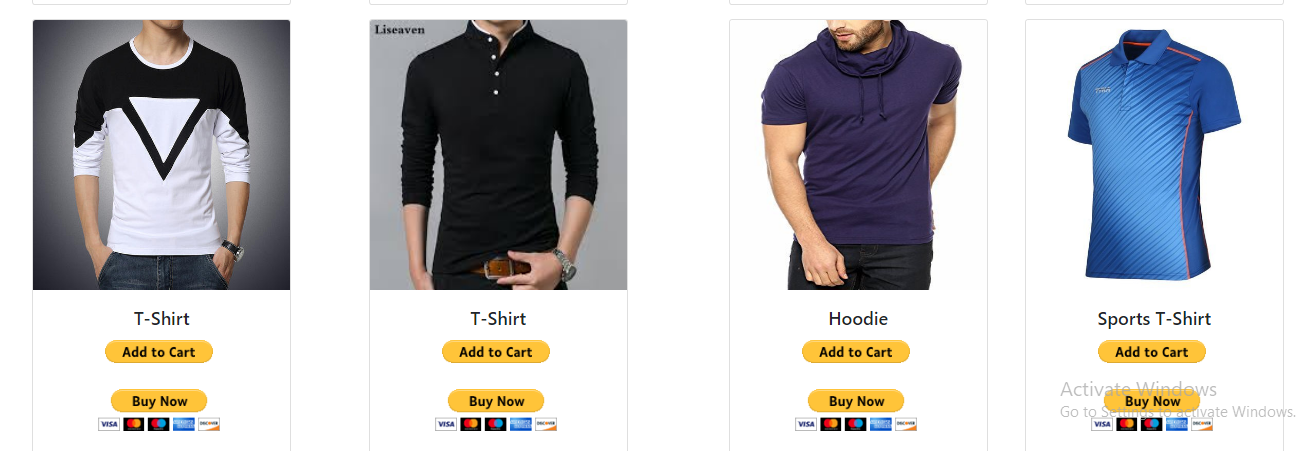 Liseaven
T-Shirt
Add to Cart
Buy Now
VISA
DISCOVER
T-Shirt
Add to Cart
Buy Now
VISA
DISCOVER
Hoodie
Add to Cart
Buy Now
VISA
DISCOVER
Sports T-Shirt
Add to Cart
Buy Now
VISA
DISCOVER
Activate Windows
Go to Settings to activate Windows.